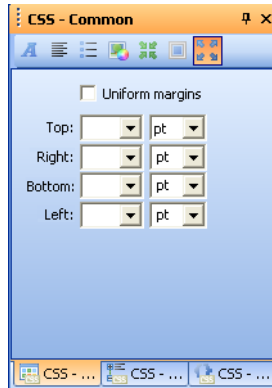 CSS - Common
Uniform margins
Top: pt
Right: pt
Bottom: pt
Left: pt
CSS - ... CSS - ... CSS - ...